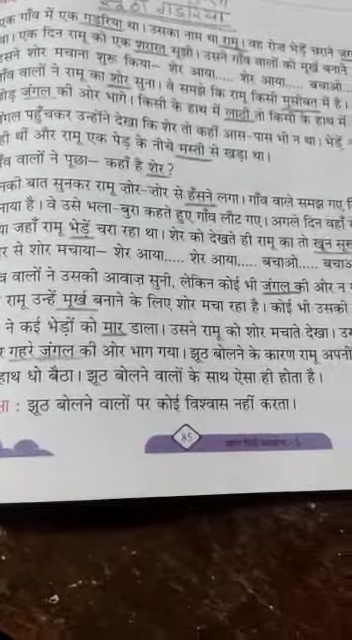 गडरिया
एक गाँव में एक गडरिया था। उसका नाम था रामू। वह रोज भेड़ें चराने
था। एक दिन रामू को एक शरारत सूझी। उसने गाँव वालों को मूर्ख बनाने
उसने शोर मचाना शुरू किया— शेर आया..... शेर आया..... बचाओ
गाँव वालों ने रामू का शोर सुना। वे समझे कि रामू किसी मुसीबत में है।
जंगल की ओर भागे। किसी के हाथ में लाठी तो किसी के हाथ में
पहुँचकर उन्होंने देखा कि शेर तो कहीं आस-पास भी न था। भेड़ें
ही थीं और रामू एक पेड़ के नीचे मस्ती से खड़ा था।
वालों ने पूछा— कहाँ है शेर?
नकी बात सुनकर रामू ज़ोर-ज़ोर से हँसने लगा। गाँव वाले समझ गए
नाया है। वे उसे भला-बुरा कहते हुए गाँव लौट गए। अगले दिन वहाँ
या जहाँ रामू भेड़ें चरा रहा था। शेर को देखते ही रामू का तो खून सू
र से शोर मचाया— शेर आया..... शेर आया..... बचाओ..... बचाअ
व वालों ने उसकी आवाज़ सुनी, लेकिन कोई भी जंगल की ओर न
रामू उन्हें मूर्ख बनाने के लिए शोर मचा रहा है। कोई भी उसकी
ने कई भेड़ों को मार डाला। उसने रामू को शोर मचाते देखा। उ
गहरे जंगल की ओर भाग गया। झूठ बोलने के कारण रामू अपनी
हाथ धो बैठा। झूठ बोलने वालों के साथ ऐसा ही होता है।
झूठ बोलने वालों पर कोई विश्वास नहीं करता।
85